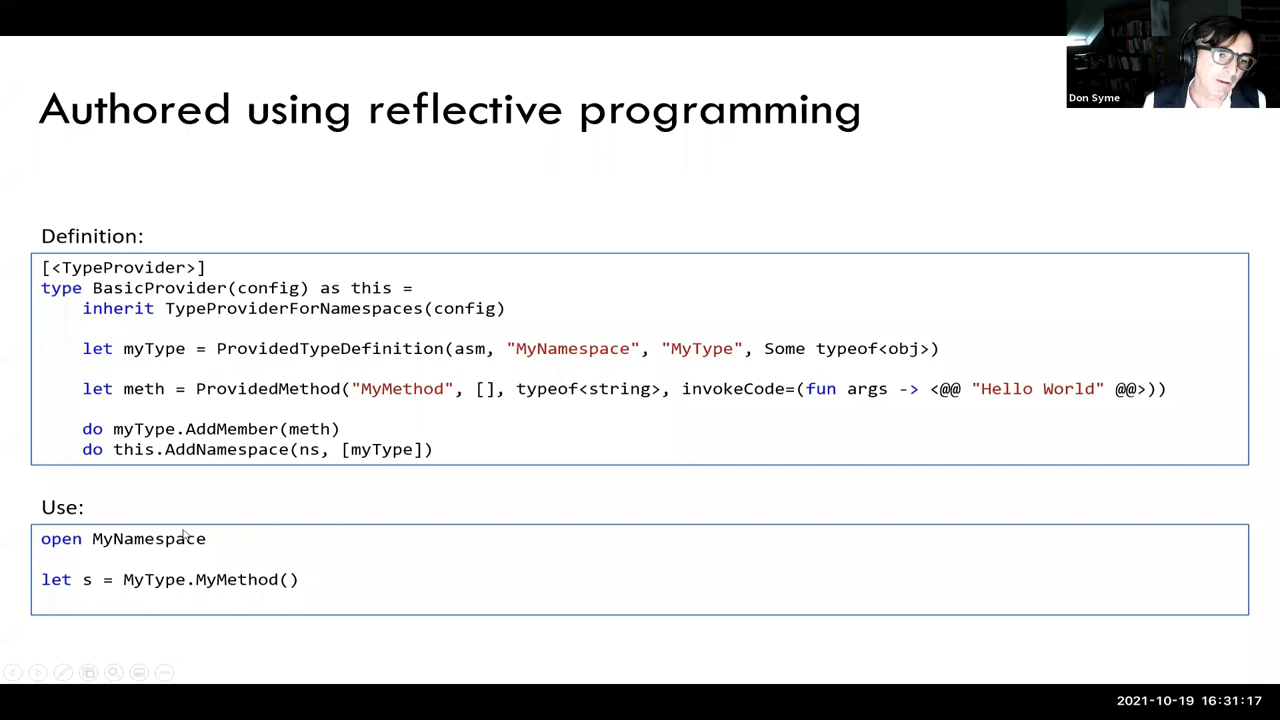 Don Syme
Authored using reflective programming
Definition:
[<TypeProvider>]
type BasicProvider(config) as this =
    inherit TypeProviderForNamespaces(config)
    let myType = ProvidedTypeDefinition(asm, "MyNamespace", "MyType", Some typeof<obj>)
    let meth = ProvidedMethod("MyMethod", [], typeof<string>, invokeCode=(fun args -> <@@ "Hello World" @@>))
    do myType.AddMember(meth)
    do this.AddNamespace(ns, [myType])
Use:
open MyNamespace
let s = MyType.MyMethod()
2021-10-19 16:31:17